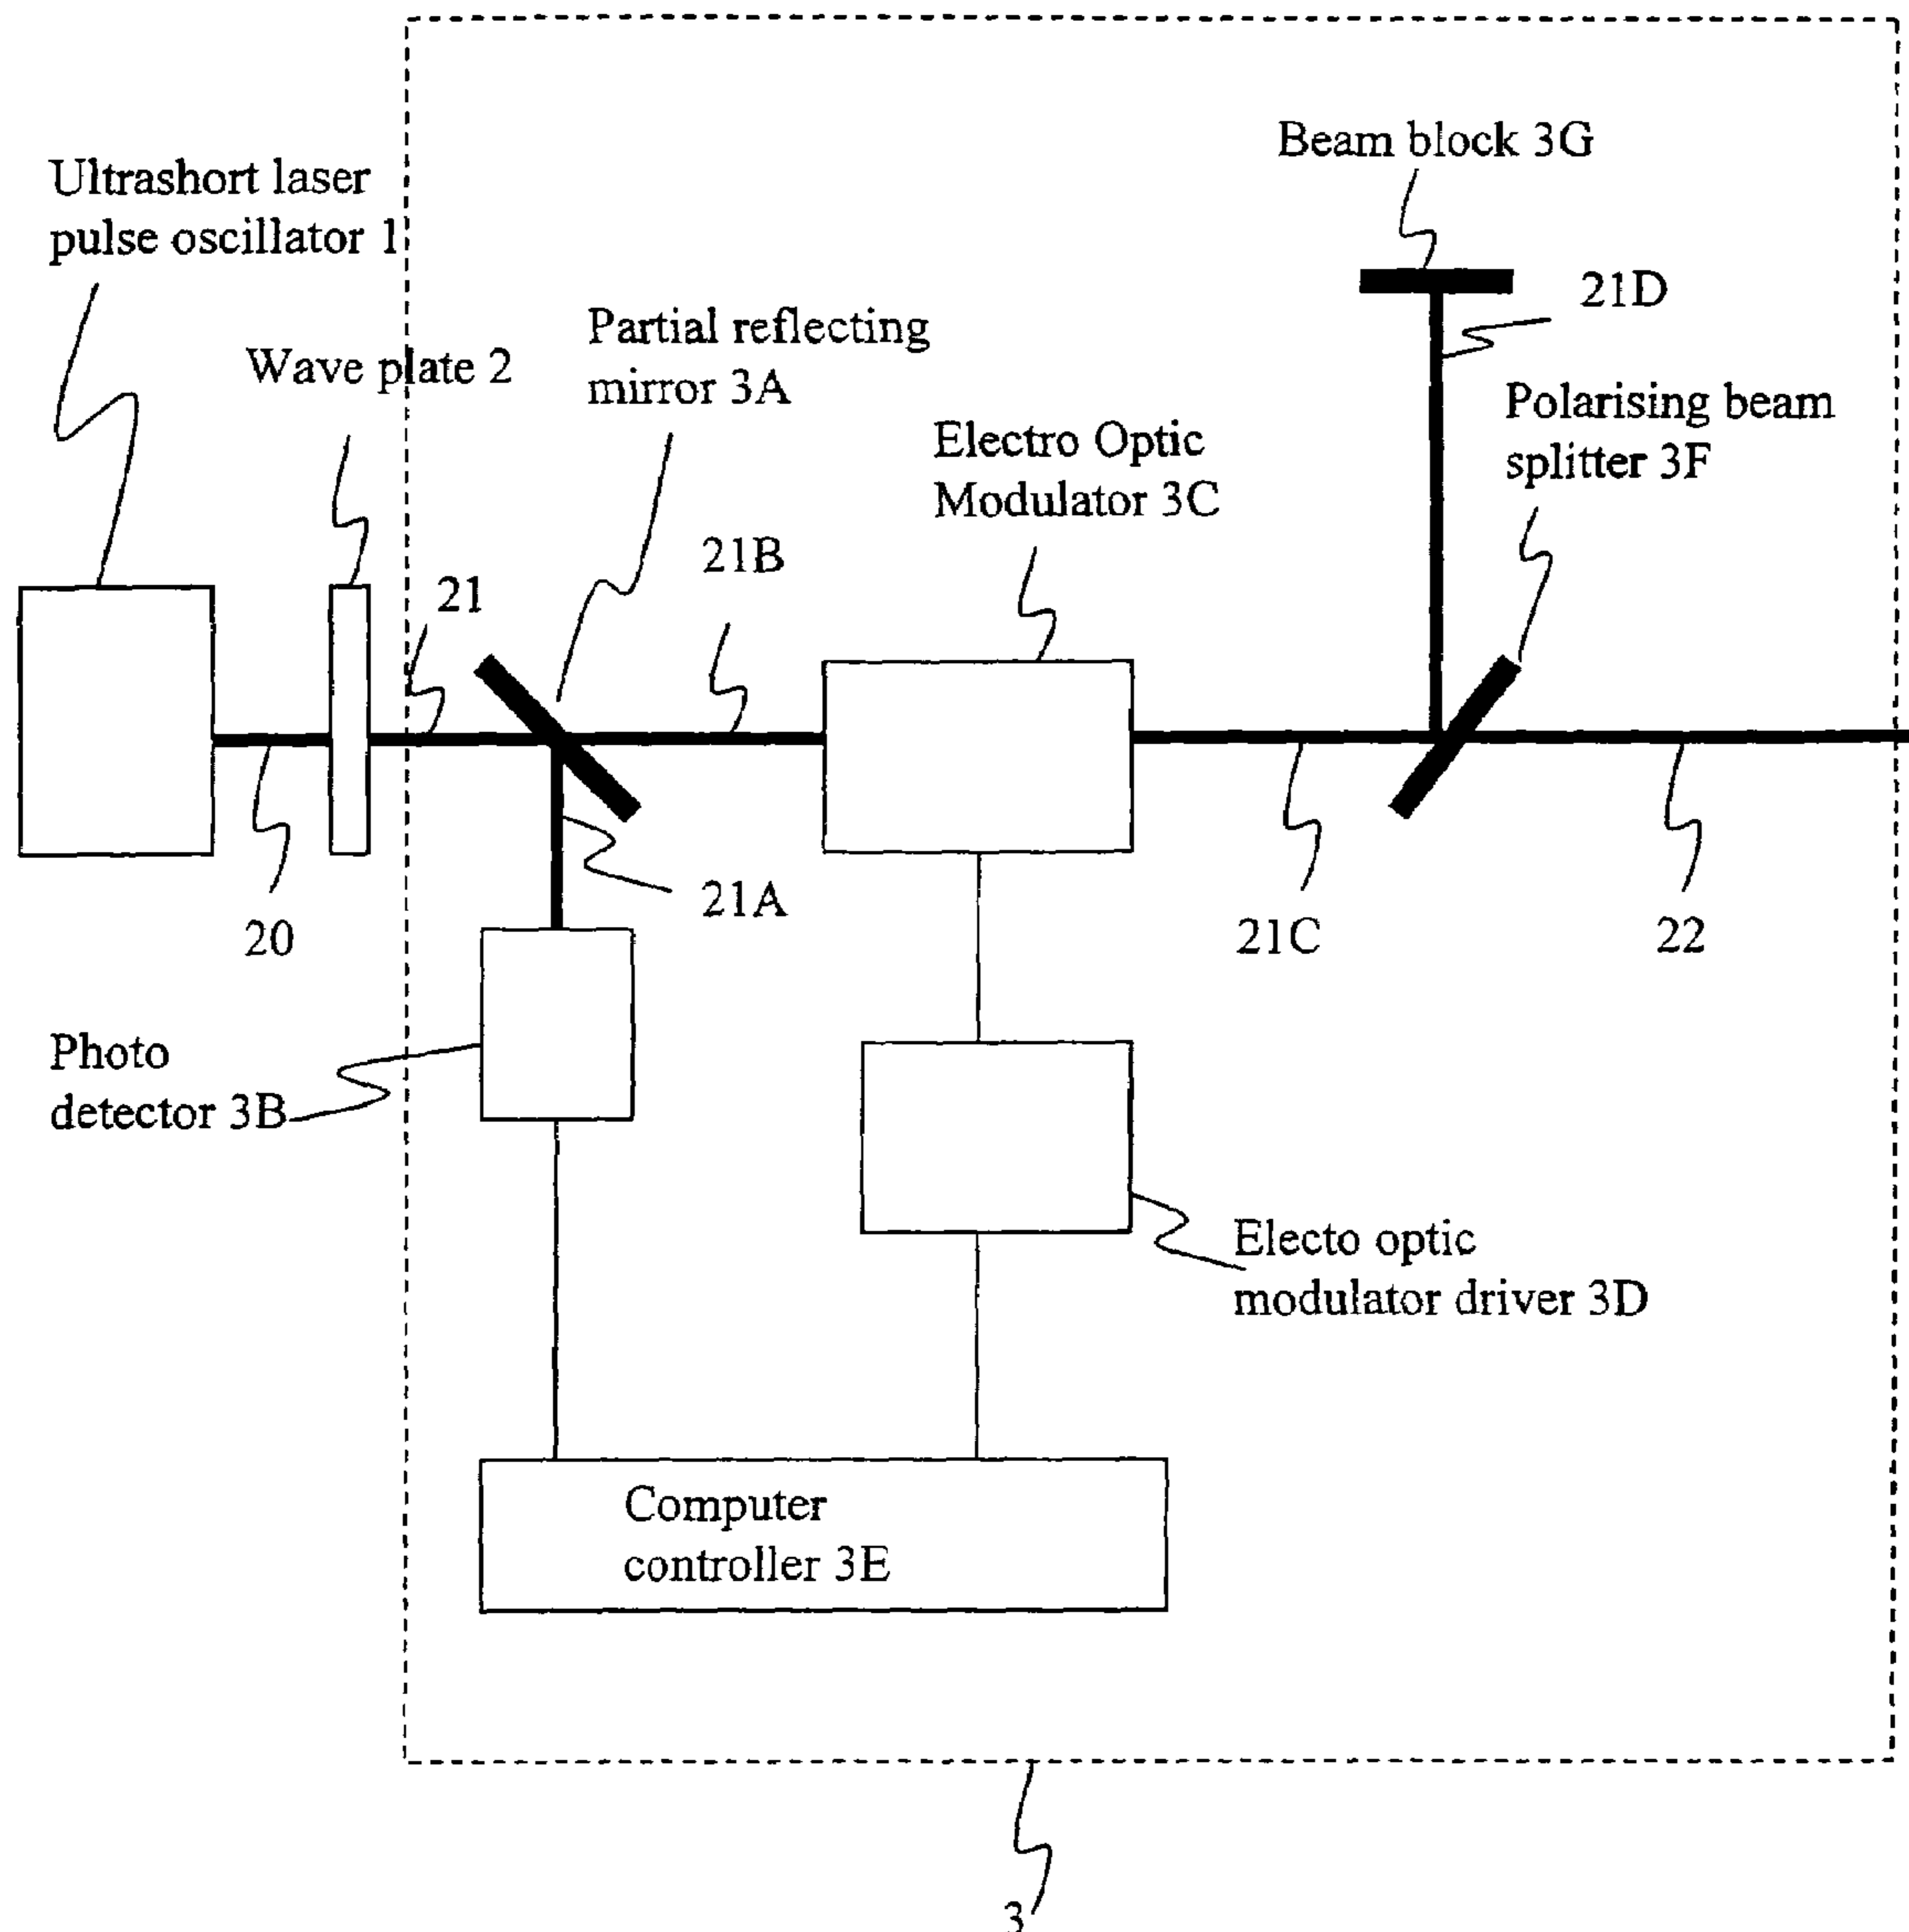 Beam block 3G
Ultrashort laser
pulse oscillator 1
21D
Partial reflecting
mirror 3A
Wave plate 2
Polarising beam
splitter 3F
Electro Optic
Modulator 3C
21B
21
21A
20
21C
22
Photo
detector 3B
Electo optic
modulator driver 3D
Computer
controller 3E
3